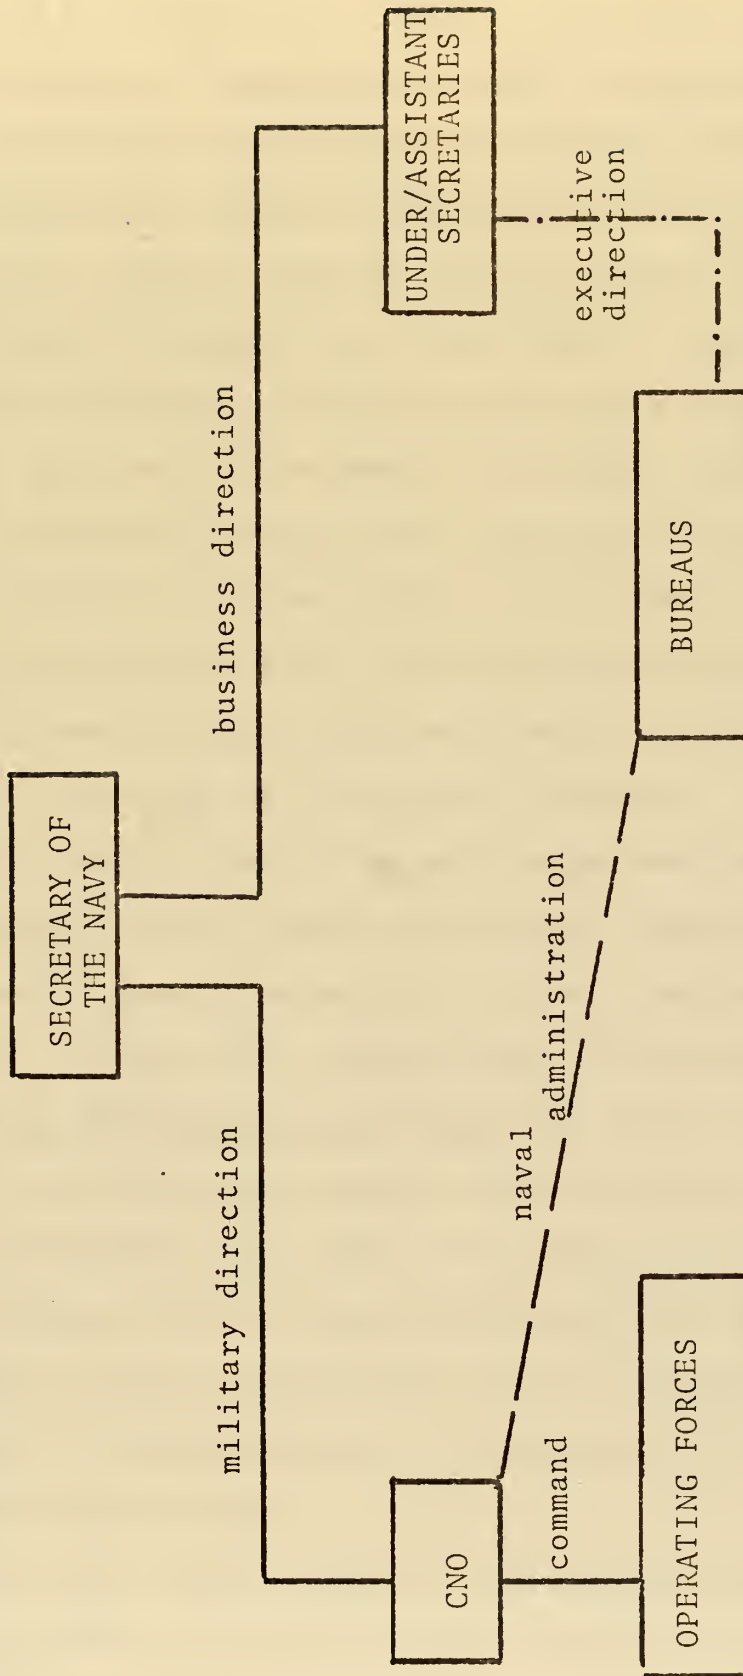 SECRETARY OF
THE NAVY
military direction
business direction
CNO
UNDER/ASSISTANT
SECRETARIES
command
naval
administration
executive
direction
OPERATING FORCES
BUREAUS